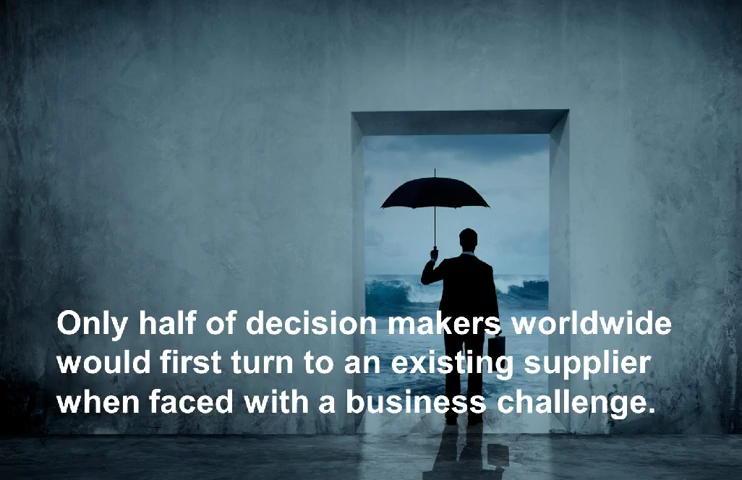 Only half of decision makers worldwide
would first turn to an existing supplier
when faced with a business challenge.